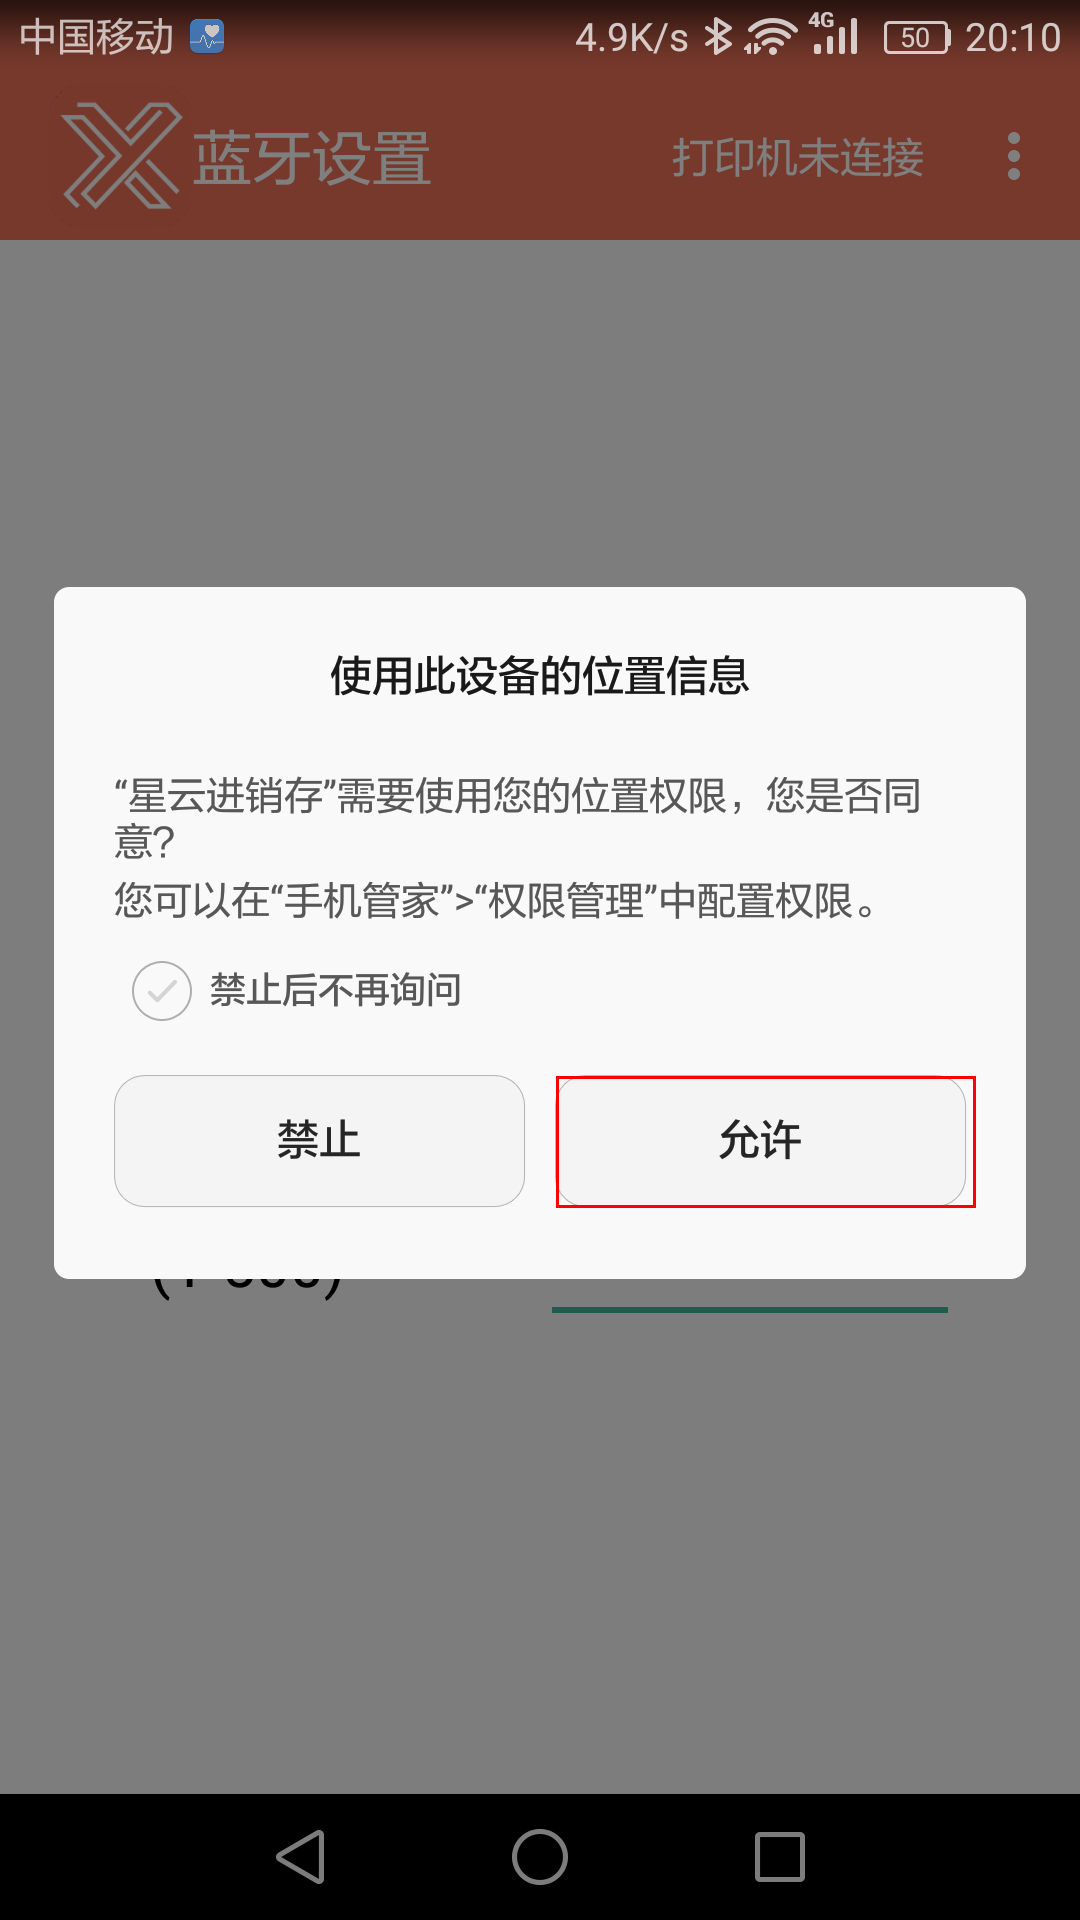 中国移动 4.9K/s 4G 50 20:10
蓝牙设置 打印机未连接
使用此设备的位置信息
“星云进销存”需要使用您的位置权限，您是否同
意?
您可以在“手机管家”>“权限管理”中配置权限。
禁止后不再询问
禁止 允许